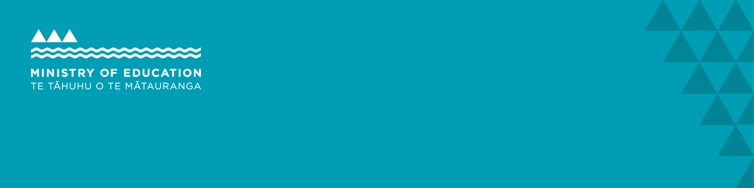 MINISTRY OF EDUCATION
TE TĀHUHU O TE MĀTAURANGA